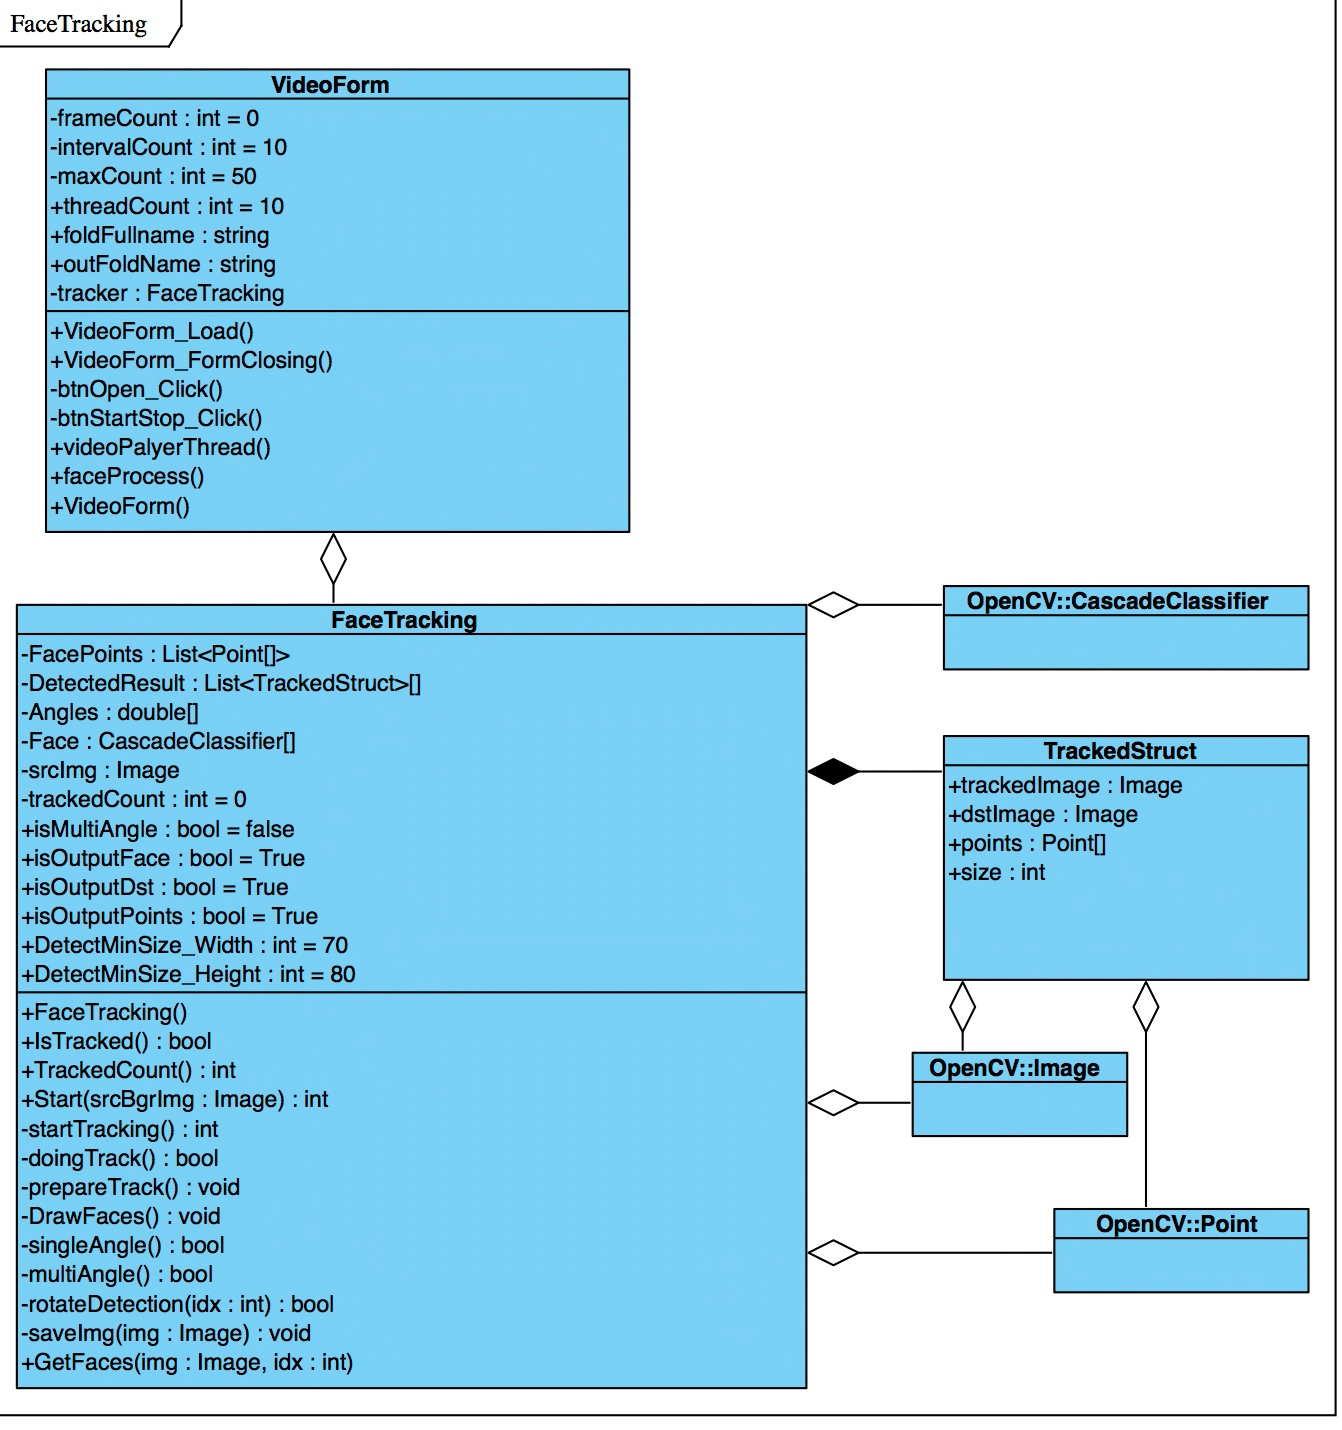 FaceTracking
VideoForm
-frameCount : int = 0
-intervalCount : int = 10
-maxCount : int = 50
+threadCount : int = 10
+foldFullname : string
+outFoldName : string
-tracker : FaceTracking
+VideoForm_Load()
+VideoForm_FormClosing()
-btnOpen_Click()
-btnStartStop_Click()
+videoPalyerThread()
+faceProcess()
+VideoForm()
FaceTracking
-FacePoints : List<Point[]>
-DetectedResult : List<TrackedStruct>[]
-Angles : double[]
-Face : CascadeClassifier[]
-srcImg : Image
-trackedCount : int = 0
+isMultiAngle : bool = false
+isOutputFace : bool = True
+isOutputDst : bool = True
+isOutputPoints : bool = True
+DetectMinSize_Width : int = 70
+DetectMinSize_Height : int = 80
+FaceTracking()
+IsTracked() : bool
+TrackedCount() : int
+Start(srcBgrImg : Image) : int
-startTracking() : int
-doingTrack() : bool
-prepareTrack() : void
-DrawFaces() : void
-singleAngle() : bool
-multiAngle() : bool
-rotateDetection(idx : int) : bool
-saveImg(img : Image) : void
+GetFaces(img : Image, idx : int)
OpenCV::CascadeClassifier
TrackedStruct
+trackedImage : Image
+dstImage : Image
+points : Point[]
+size : int
OpenCV::Image
OpenCV::Point